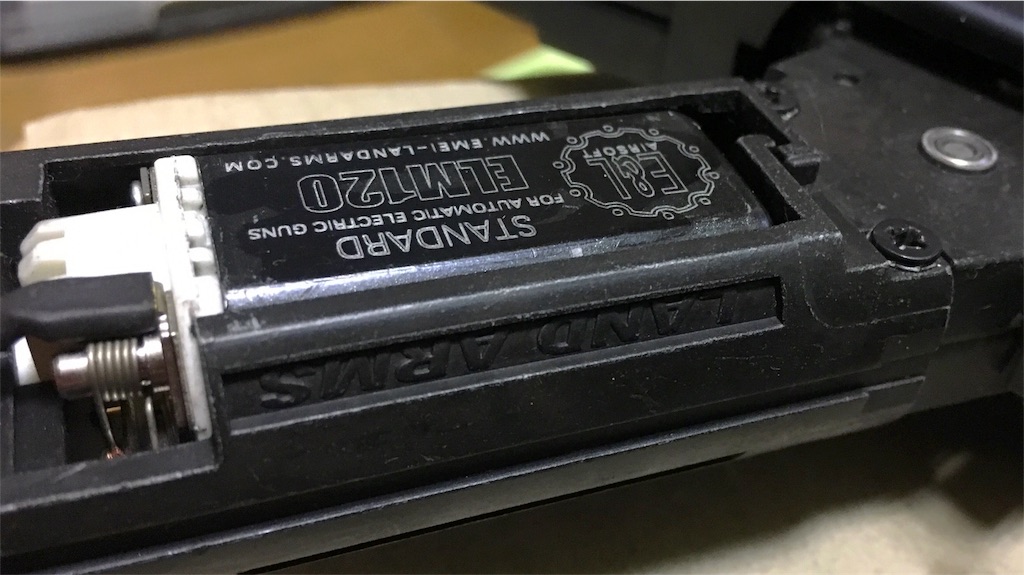 LAND ARMS
E&L
AIRSOFT
STANDARD
FOR AUTOMATIC ELECTRIC GUNS
ELM120
WWW.EMEI-LANDARMS.COM